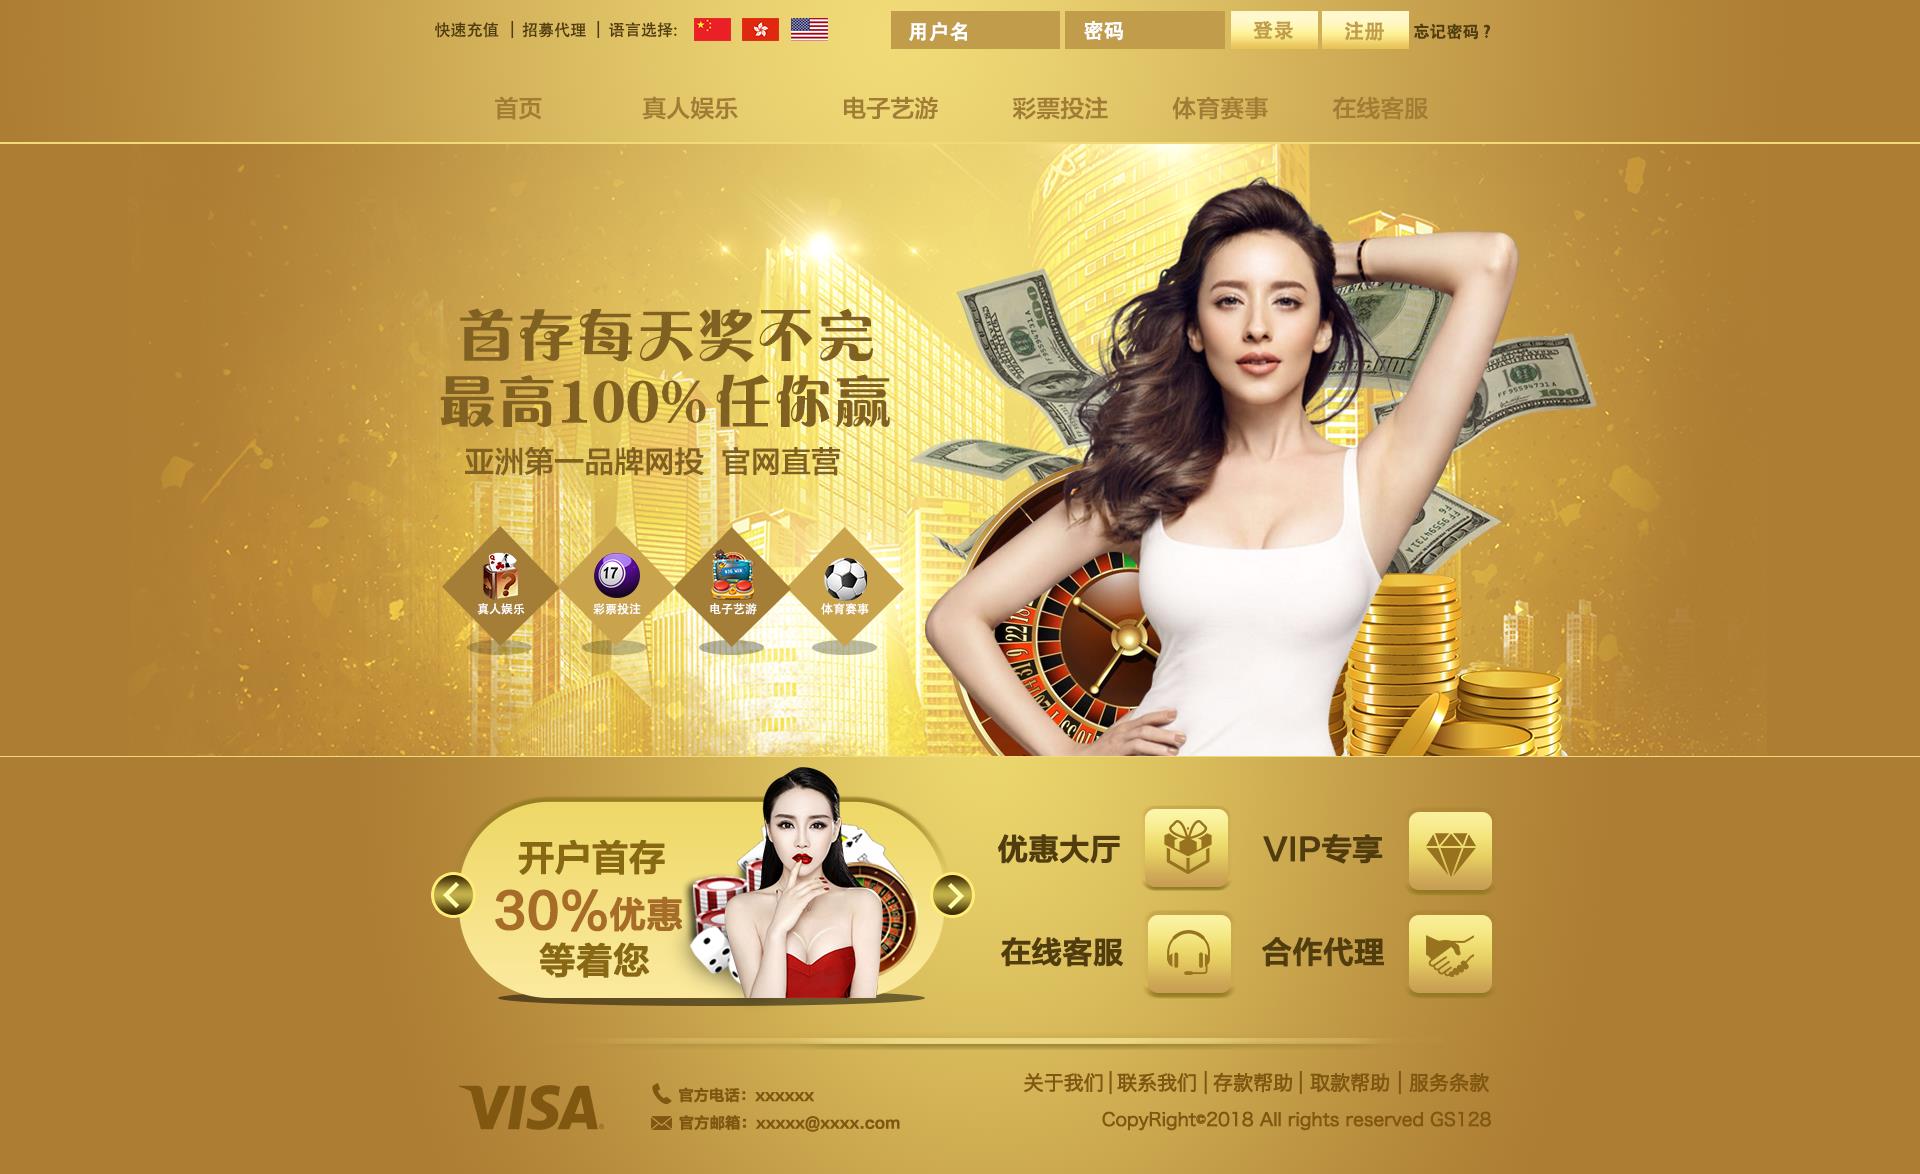 快速充值 | 招募代理 | 语言选择:
用户名 密码 登录 注册 忘记密码？
首页 真人娱乐 电子艺游 彩票投注 体育赛事 在线客服
首存每天奖不完
最高100%任你赢
亚洲第一品牌网投 官网直营
真人娱乐 彩票投注 电子艺游 体育赛事
17
BIG WIN
100
FF95594731A
100
开户首存
30%优惠
等着您
优惠大厅 VIP专享
在线客服 合作代理
VISA
官方电话：xxxxxx
官方邮箱：xxxxx@xxxx.com
关于我们 | 联系我们 | 存款帮助 | 取款帮助 | 服务条款
CopyRight©2018 All rights reserved GS128